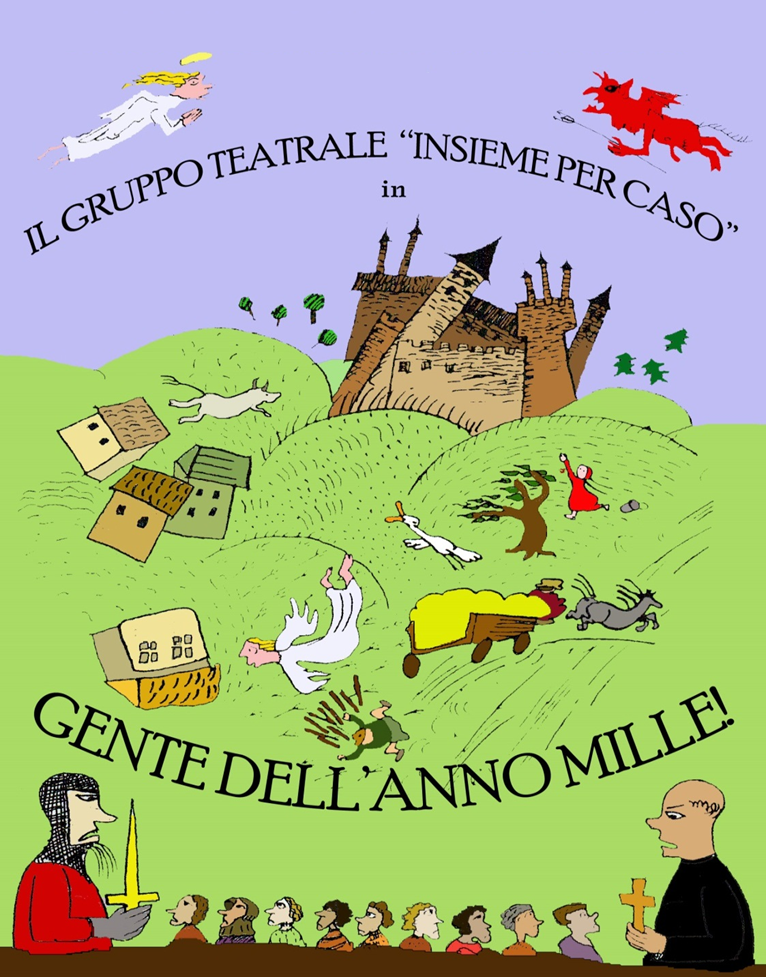 IL GRUPPO TEATRALE “INSIEME PER CASO”
in
GENTE DELL'ANNO MILLE!